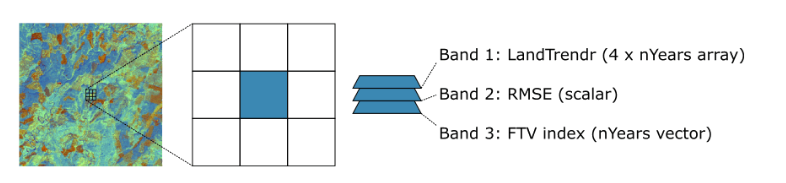 Band 1: LandTrendr (4 x nYears array)
Band 2: RMSE (scalar)
Band 3: FTV index (nYears vector)